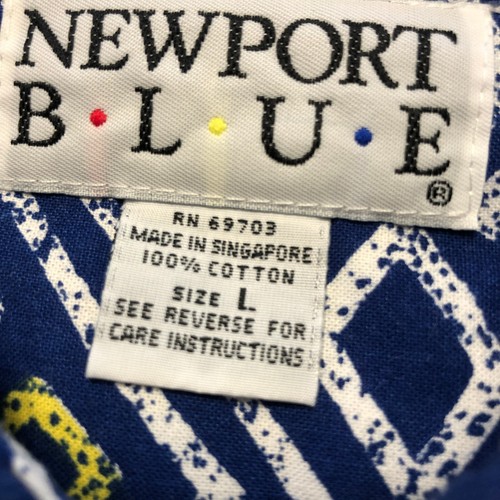 NEWPORT
B•L•U•E
®
RN 69703
MADE IN SINGAPORE
100% COTTON
SIZE L
SEE REVERSE FOR
CARE INSTRUCTIONS